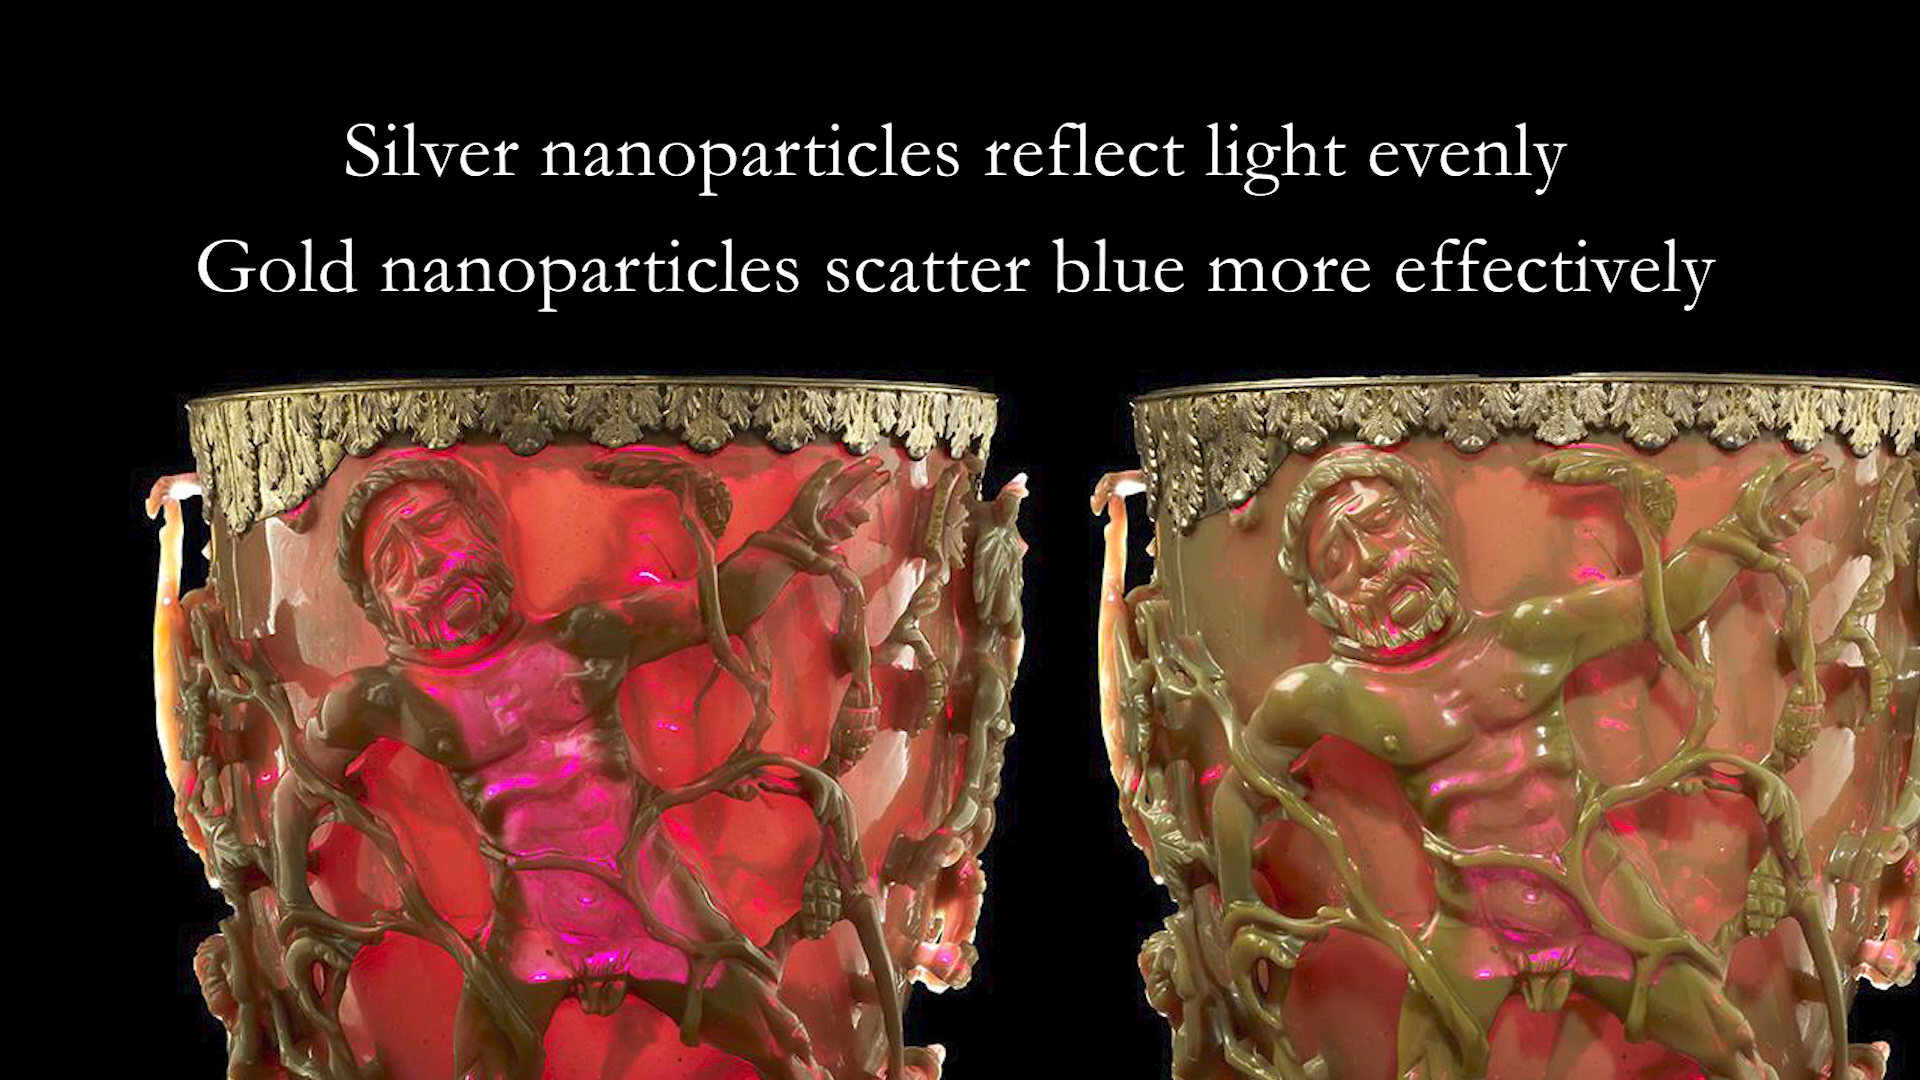 Silver nanoparticles reflect light evenly
Gold nanoparticles scatter blue more effectively